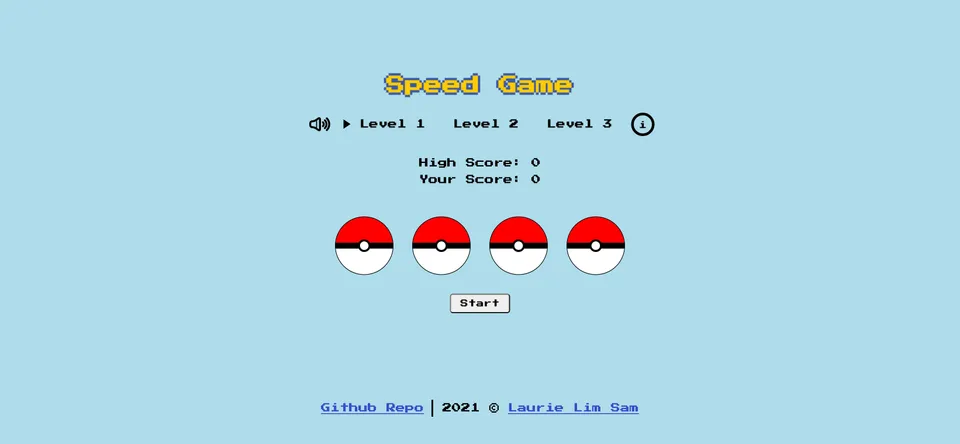 Speed Game
Level 1 Level 2 Level 3 i
High Score: 0
Your Score: 0
Start
Github Repo | 2021 © Laurie Lim Sam